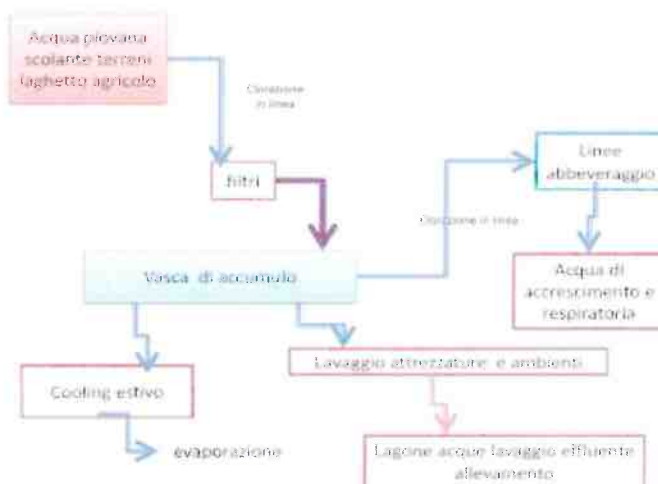 Acqua piovana
scolante terreni
laghetto agricolo
Clorazione
in linea
filtri
Linee
abbeveraggio
Clorazione in linea
Vasca di accumulo
Acqua di
accrescimento e
respiratoria
Lavaggio attrezzature e ambienti
Cooling estivo
evaporazione
Lagone acque lavaggio effluente
allevamento